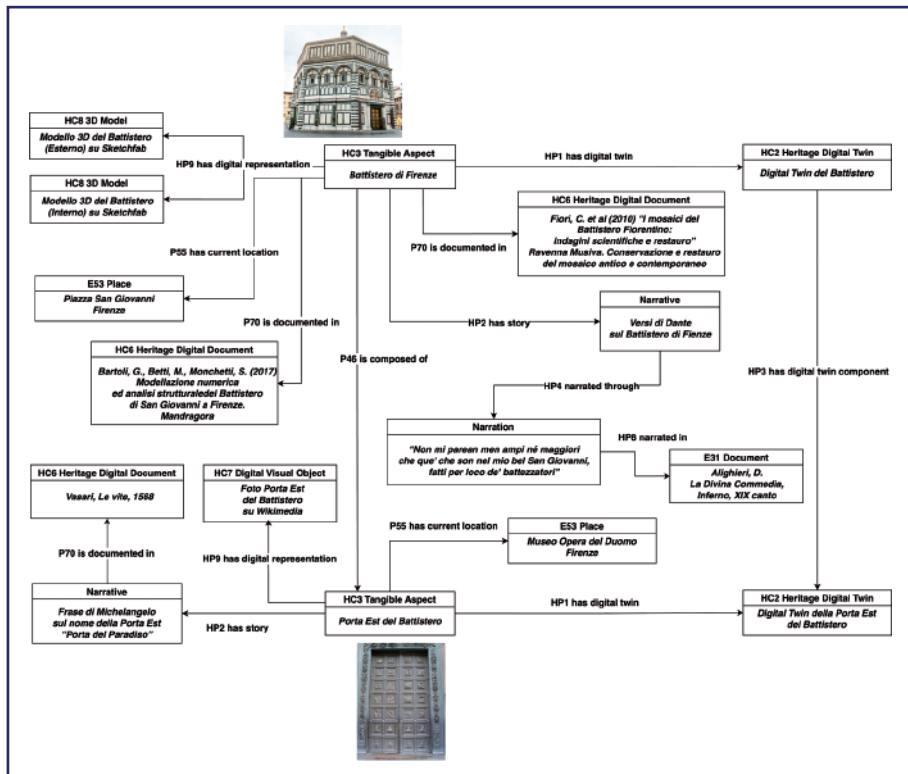 HC8 3D Model
Modello 3D del Battistero
(Esterno) su Sketchfab
HP9 has digital representation
HC8 3D Model
Modello 3D del Battistero
(Interno) su Sketchfab
HC3 Tangible Aspect
Battistero di Firenze
HP1 has digital twin
HC2 Heritage Digital Twin
Digital Twin del Battistero
P70 is documented in
HC6 Heritage Digital Document
Fiori, C. et al (2010) "I mosaici del
Battistero Fiorentino:
Indagini scientifiche e restauro"
Ravenna Musiva. Conservazione e restauro
del mosaico antico e contemporaneo
P55 has current location
E53 Place
Piazza San Giovanni
Firenze
P70 is documented in
HC6 Heritage Digital Document
Bartoli, G., Betti, M., Monchetti, S. (2017)
Modellazione numerica
ed analisi strutturaledel Battistero
di San Giovanni a Firenze.
Mandragora
P46 is composed of
HP2 has story
Narrative
Versi di Dante
sul Battistero di Fienze
HP4 narrated through
HP3 has digital twin component
Narration
"Non mi parean men ampi né maggiori
che que' che son nel mio bel San Giovanni,
fatti per loco de' battezzatori"
HP8 narrated in
E31 Document
Alighieri, D.
La Divina Commedia,
Inferno, XIX canto
HC6 Heritage Digital Document
Vasari, Le vite, 1568
HC7 Digital Visual Object
Foto Porta Est
del Battistero
su Wikimedia
P55 has current location
E53 Place
Museo Opera del Duomo
Firenze
P70 is documented in
HP9 has digital representation
Narrative
Frase di Michelangelo
sul nome della Porta Est
"Porta del Paradiso"
HP2 has story
HC3 Tangible Aspect
Porta Est del Battistero
HP1 has digital twin
HC2 Heritage Digital Twin
Digital Twin della Porta Est
del Battistero